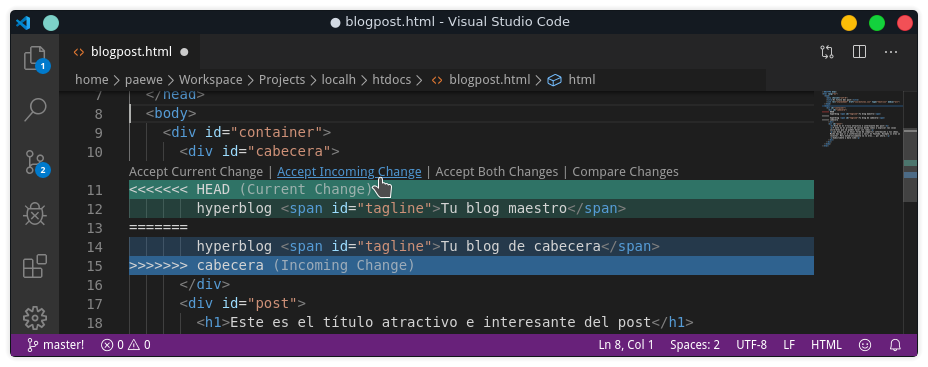 blogpost.html - Visual Studio Code
blogpost.html
1
home > paewe > Workspace > Projects > localh > htdocs > blogpost.html > html
7 </head>
8 <body>
9 <div id="container">
10 <div id="cabecera">
Accept Current Change | Accept Incoming Change | Accept Both Changes | Compare Changes
11 <<<<<<< HEAD (Current Change)
12 hyperblog <span id="tagline">Tu blog maestro</span>
13 =======
2
14 hyperblog <span id="tagline">Tu blog de cabecera</span>
15 >>>>>>> cabecera (Incoming Change)
16 </div>
17 <div id="post">
18 <h1>Este es el título atractivo e interesante del post</h1>
master! 0 0 Ln 8, Col 1 Spaces: 2 UTF-8 LF HTML